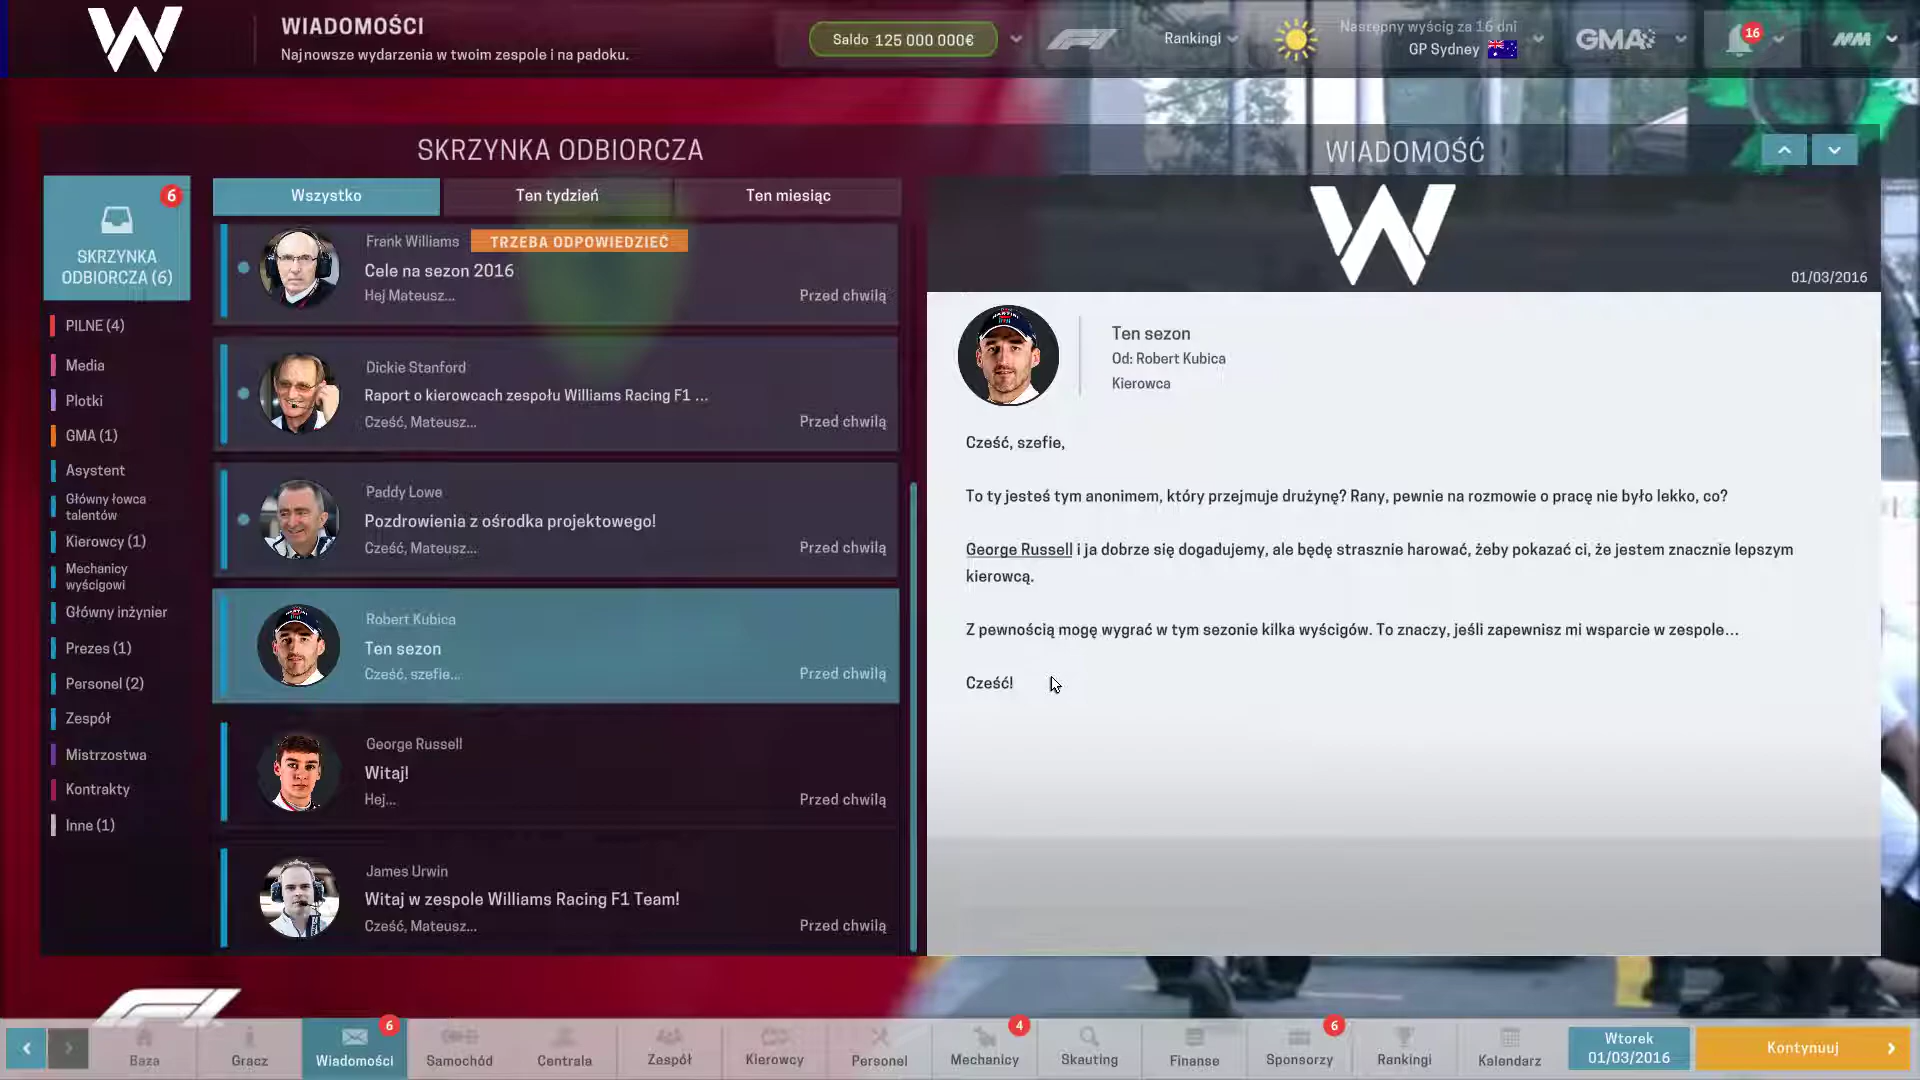 WIADOMOŚCI
Najnowsze wydarzenia w twoim zespole i na padoku.
Saldo 125 000 000€
Rankingi
Następny wyścig za 16 dni
GP Sydney
GMA
16
SKRZYNKA ODBIORCZA
WIADOMOŚĆ
6
SKRZYNKA
ODBIORCZA (6)
PILNE (4)
Media
Plotki
GMA (1)
Asystent
Główny łowca
talentów
Kierowcy (1)
Mechanicy
wyścigowi
Główny inżynier
Prezes (1)
Personel (2)
Zespół
Mistrzostwa
Kontrakty
Inne (1)
Wszystko
Ten tydzień
Ten miesiąc
Frank Williams
TRZEBA ODPOWIEDZIEĆ
Cele na sezon 2016
Hej Mateusz...
Przed chwilą
Dickie Stanford
Raport o kierowcach zespołu Williams Racing F1 ...
Cześć, Mateusz...
Przed chwilą
Paddy Lowe
Pozdrowienia z ośrodka projektowego!
Cześć, Mateusz...
Przed chwilą
Robert Kubica
Ten sezon
Cześć, szefie...
Przed chwilą
George Russell
Witaj!
Hej...
Przed chwilą
James Urwin
Witaj w zespole Williams Racing F1 Team!
Cześć, Mateusz...
Przed chwilą
01/03/2016
Ten sezon
Od: Robert Kubica
Kierowca
Cześć, szefie,
To ty jesteś tym anonimem, który przejmuje drużynę? Rany, pewnie na rozmowie o pracę nie było lekko, co?
George Russell i ja dobrze się dogadujemy, ale będę strasznie harować, żeby pokazać ci, że jestem znacznie lepszym
kierowcą.
Z pewnością mogę wygrać w tym sezonie kilka wyścigów. To znaczy, jeśli zapewnisz mi wsparcie w zespole...
Cześć!
Baza
Gracz
6
Wiadomości
Samochód
Centrala
Zespół
Kierowcy
Personel
4
Mechanicy
Skauting
Finanse
6
Sponsorzy
Rankingi
Kalendarz
Wtorek
01/03/2016
Kontynuuj